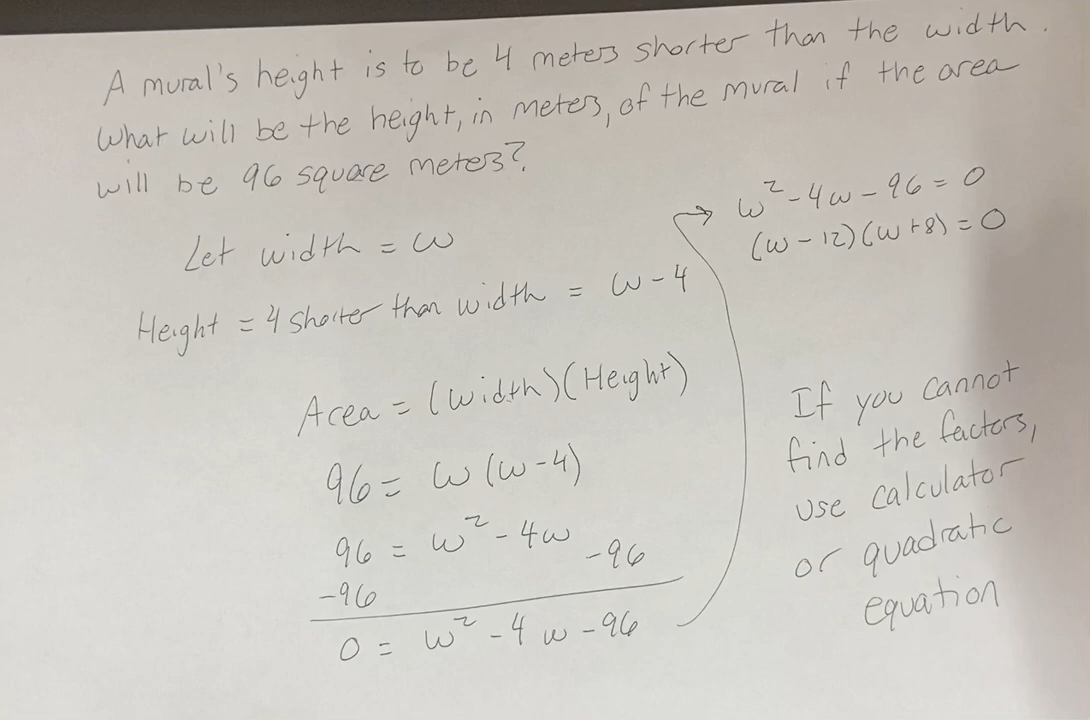 A mural's height is to be 4 meters shorter than the width.
What will be the height, in meters, of the mural if the area
will be 96 square meters?
Let width = w
Height = 4 shorter than width = w - 4
Area = (width)(Height)
96 = w (w - 4)
96 = w² - 4w
-96 -96
0 = w² - 4w - 96
→ w² - 4w - 96 = 0
(w - 12)(w + 8) = 0
If you cannot
find the factors,
use calculator
or quadratic
equation